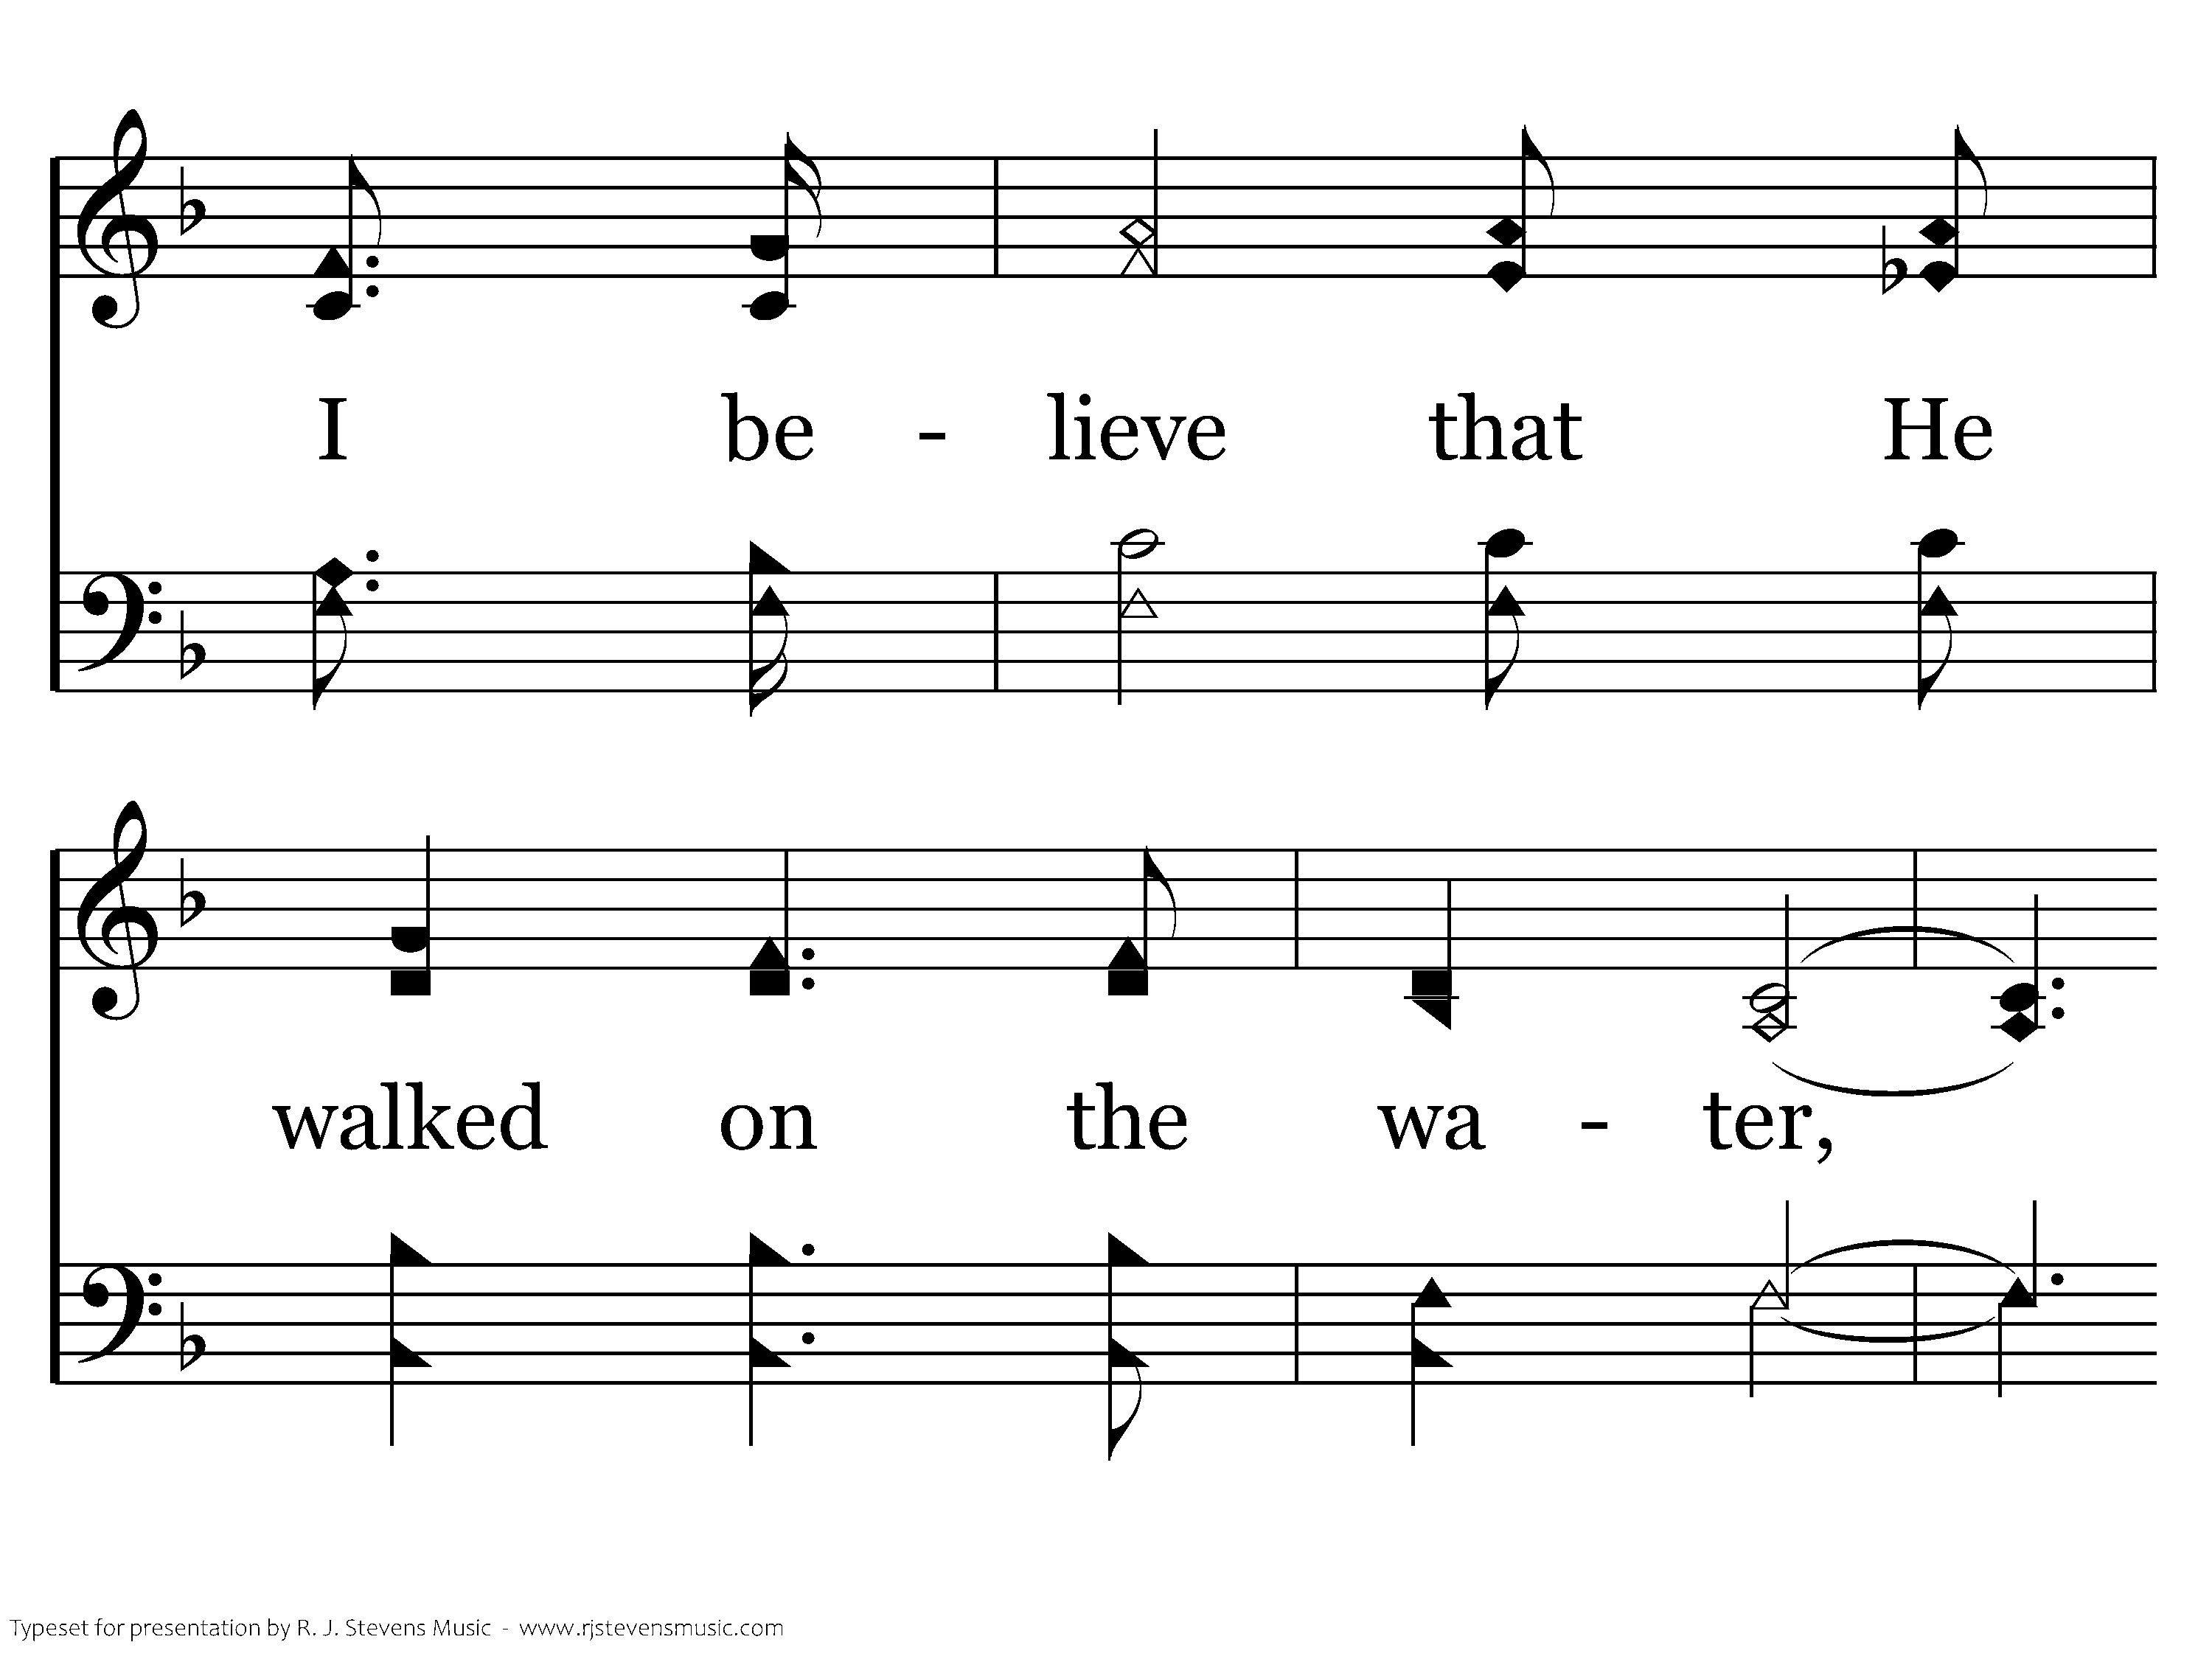 I be - lieve that He
walked on the wa - ter,
Typeset for presentation by R. J. Stevens Music - www.rjstevensmusic.com